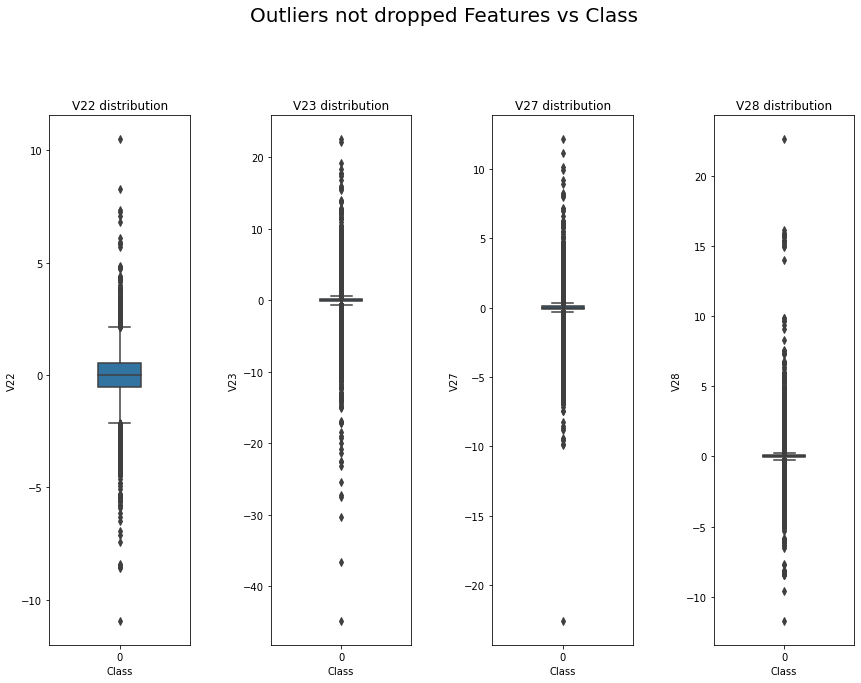 Outliers not dropped Features vs Class
V22 distribution
V23 distribution
V27 distribution
V28 distribution
10
5
0
−5
−10
V22
0
Class
20
10
0
−10
−20
−30
−40
V23
0
Class
10
5
0
−5
−10
−15
−20
V27
0
Class
20
15
10
5
0
−5
−10
V28
0
Class